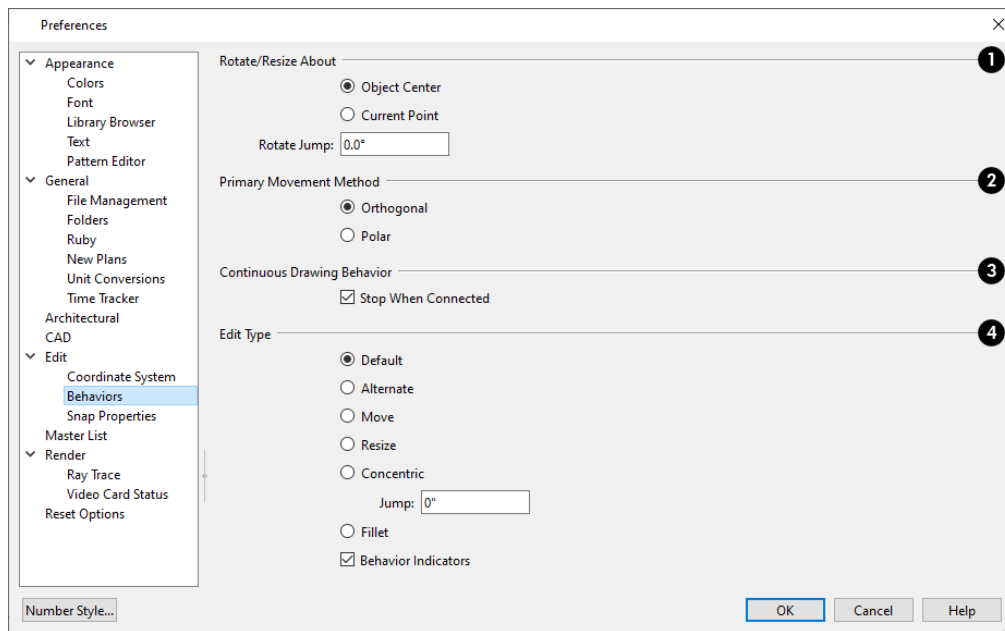 Preferences
Appearance
Colors
Font
Library Browser
Text
Pattern Editor
General
File Management
Folders
Ruby
New Plans
Unit Conversions
Time Tracker
Architectural
CAD
Edit
Coordinate System
Behaviors
Snap Properties
Master List
Render
Ray Trace
Video Card Status
Reset Options
Rotate/Resize About
1
Object Center
Current Point
Rotate Jump: 0.0°
Primary Movement Method
2
Orthogonal
Polar
Continuous Drawing Behavior
3
Stop When Connected
Edit Type
4
Default
Alternate
Move
Resize
Concentric
Jump: 0"
Fillet
Behavior Indicators
Number Style...
OK
Cancel
Help